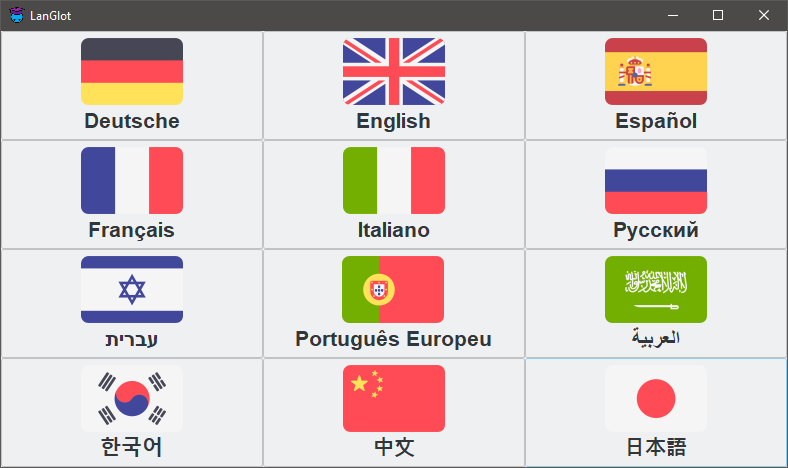 LanGlot
Deutsche
English
Español
Français
Italiano
Русский
עברית
Português Europeu
العربية
한국어
中文
日本語